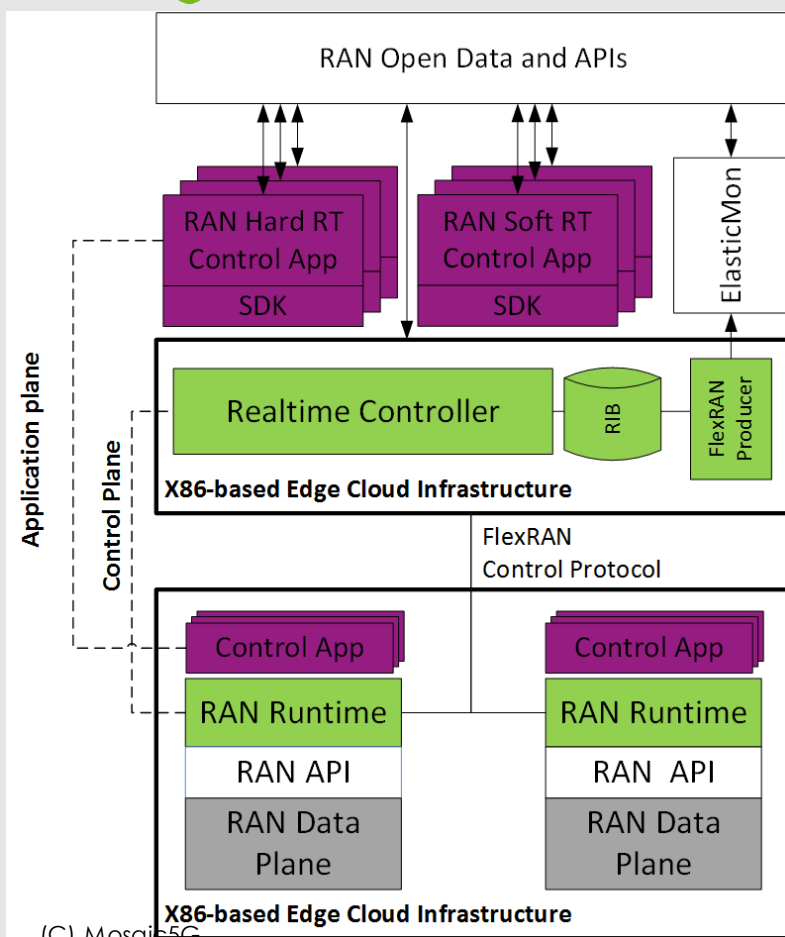 RAN Open Data and APIs
RAN Hard RT
Control App
SDK
RAN Soft RT
Control App
SDK
ElasticMon
Application plane
Control Plane
Realtime Controller
RIB
FlexRAN
Producer
X86-based Edge Cloud Infrastructure
FlexRAN
Control Protocol
Control App
RAN Runtime
RAN API
RAN Data
Plane
Control App
RAN Runtime
RAN API
RAN Data
Plane
X86-based Edge Cloud Infrastructure
(C) Mosaic5G